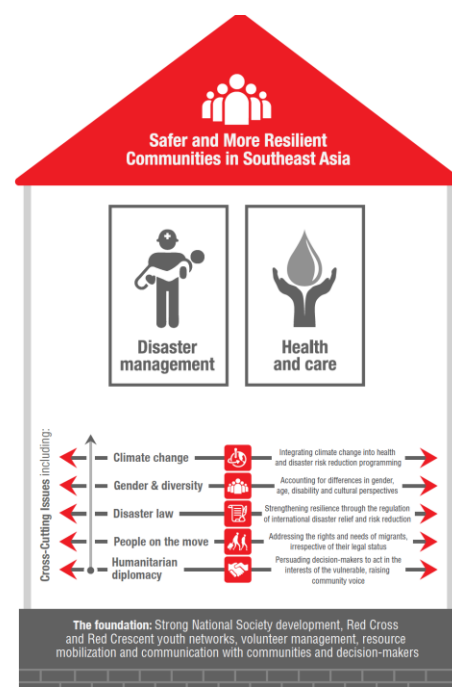 Safer and More Resilient
Communities in Southeast Asia
Disaster
management
Health
and care
Cross-Cutting Issues including:
Climate change
Integrating climate change into health
and disaster risk reduction programming
Gender & diversity
Accounting for differences in gender,
age, disability and cultural perspectives
Disaster law
Strengthening resilience through the regulation
of international disaster relief and risk reduction
People on the move
Addressing the rights and needs of migrants,
irrespective of their legal status
Humanitarian
diplomacy
Persuading decision-makers to act in the
interests of the vulnerable, raising
community voice
The foundation: Strong National Society development, Red Cross
and Red Crescent youth networks, volunteer management, resource
mobilization and communication with communities and decision-makers